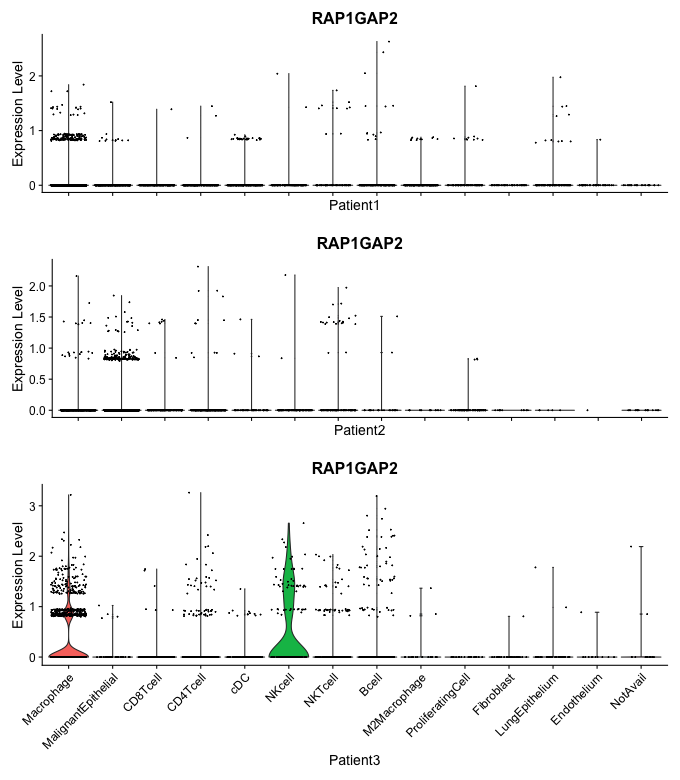 RAP1GAP2
Expression Level
2
1
0
Patient1
RAP1GAP2
Expression Level
2.0
1.5
1.0
0.5
0.0
Patient2
RAP1GAP2
Expression Level
3
2
1
0
Macrophage
MalignantEpithelial
CD8Tcell
CD4Tcell
cDC
NKcell
NKTcell
Bcell
M2Macrophage
ProliferatingCell
Fibroblast
LungEpithelium
Endothelium
NotAvail
Patient3